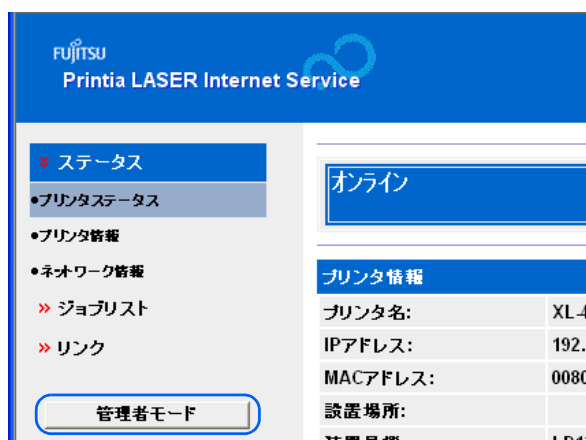 FUJITSU
Printia LASER Internet Service
ステータス
オンライン
•プリンタステータス
•プリンタ情報
•ネットワーク情報
» ジョブリスト
» リンク
管理者モード
プリンタ情報
プリンタ名: XL-4
IPアドレス: 192.
MACアドレス: 0080
設置場所: